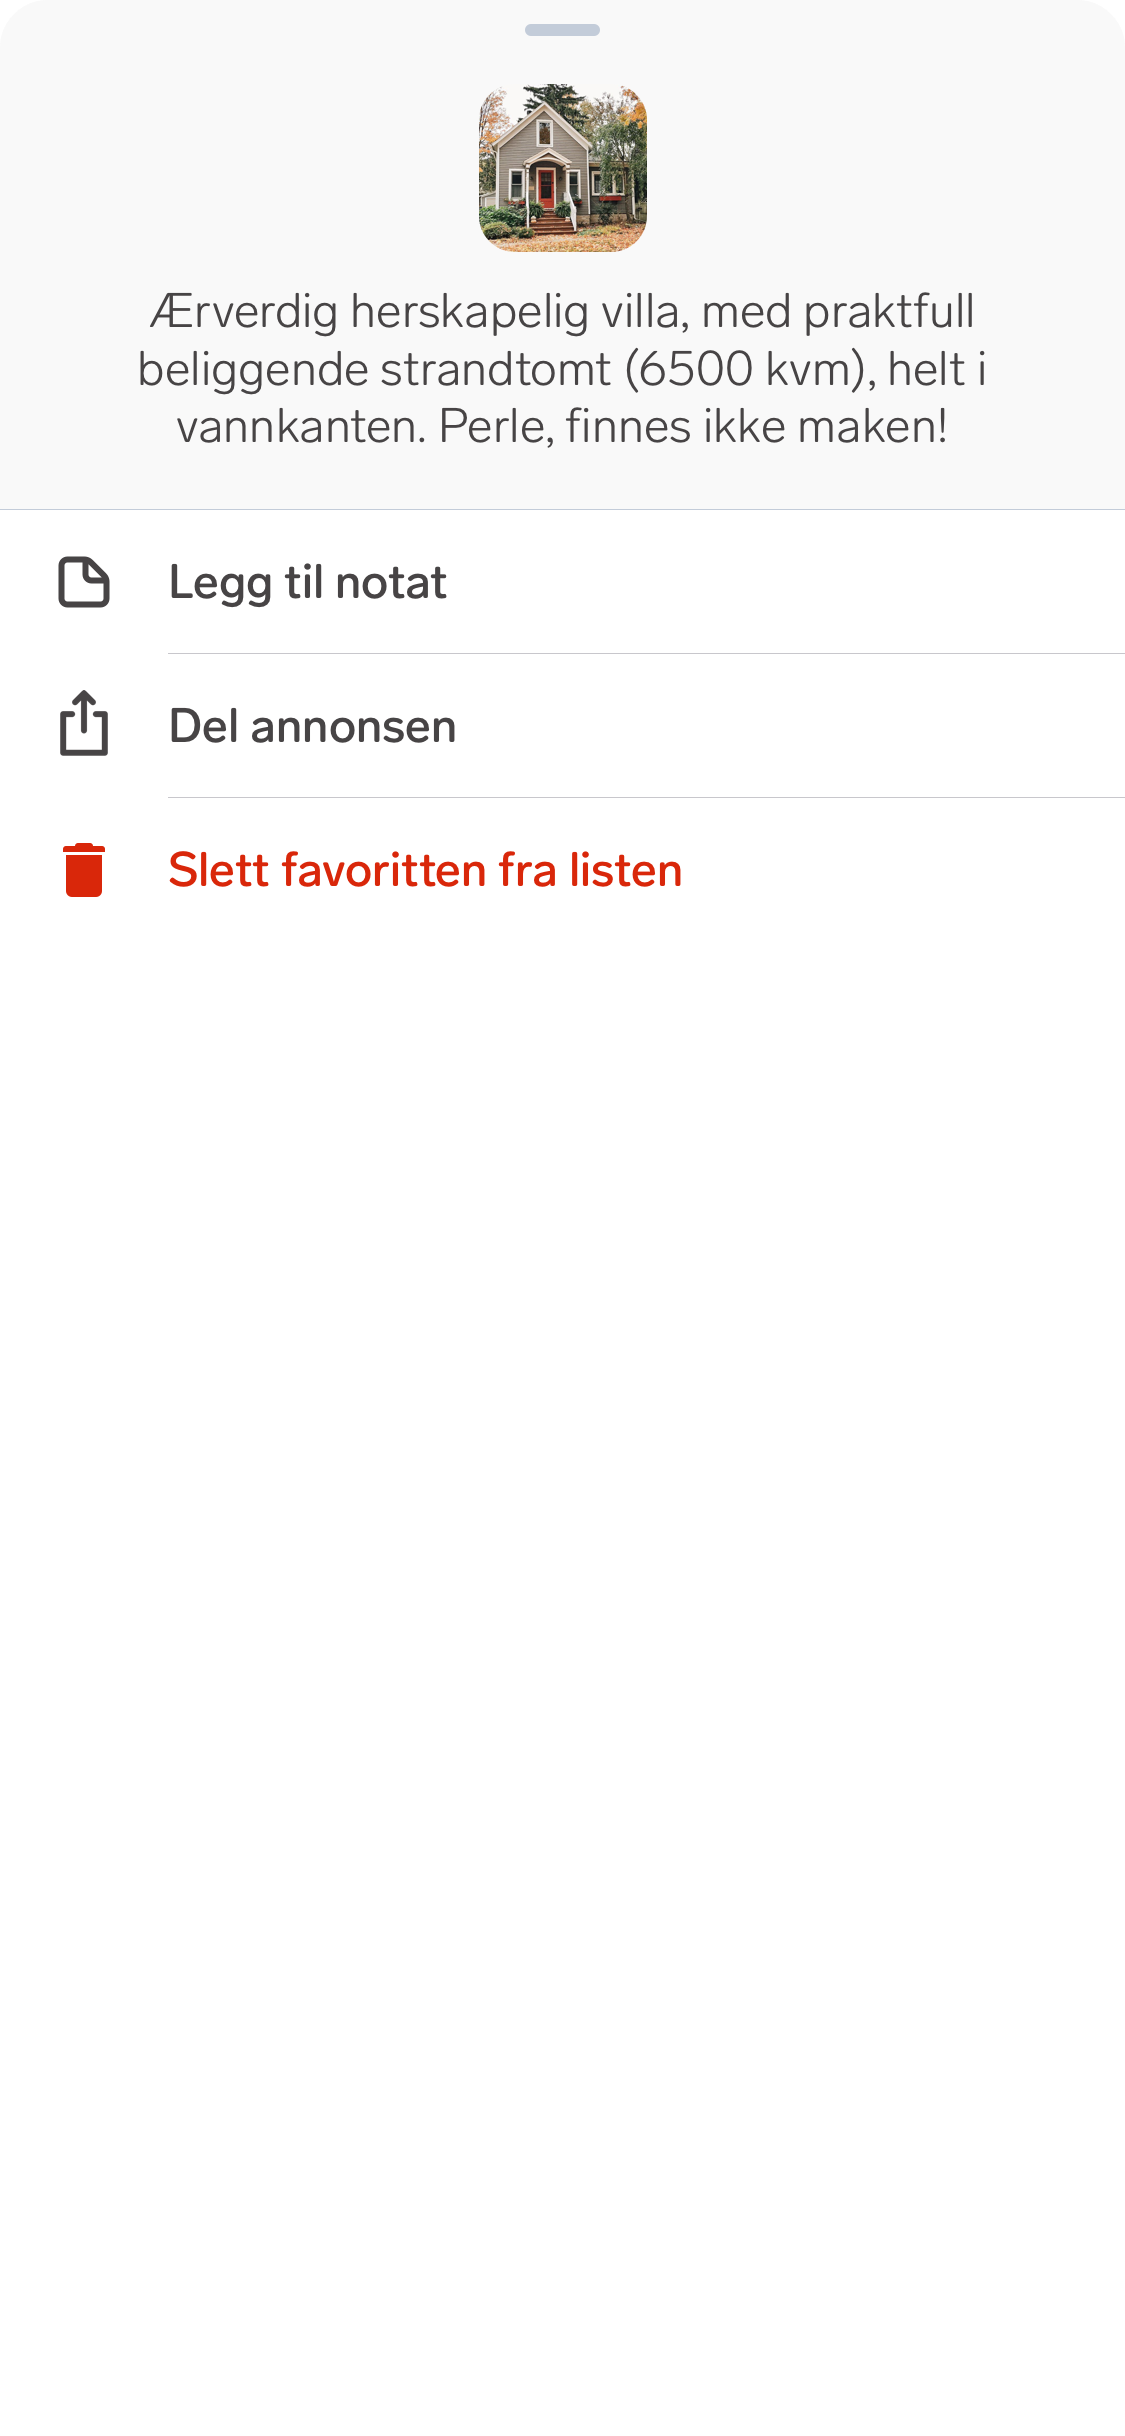 Ærverdig herskapelig villa, med praktfull
beliggende strandtomt (6500 kvm), helt i
vannkanten. Perle, finnes ikke maken!
Legg til notat
Del annonsen
Slett favoritten fra listen